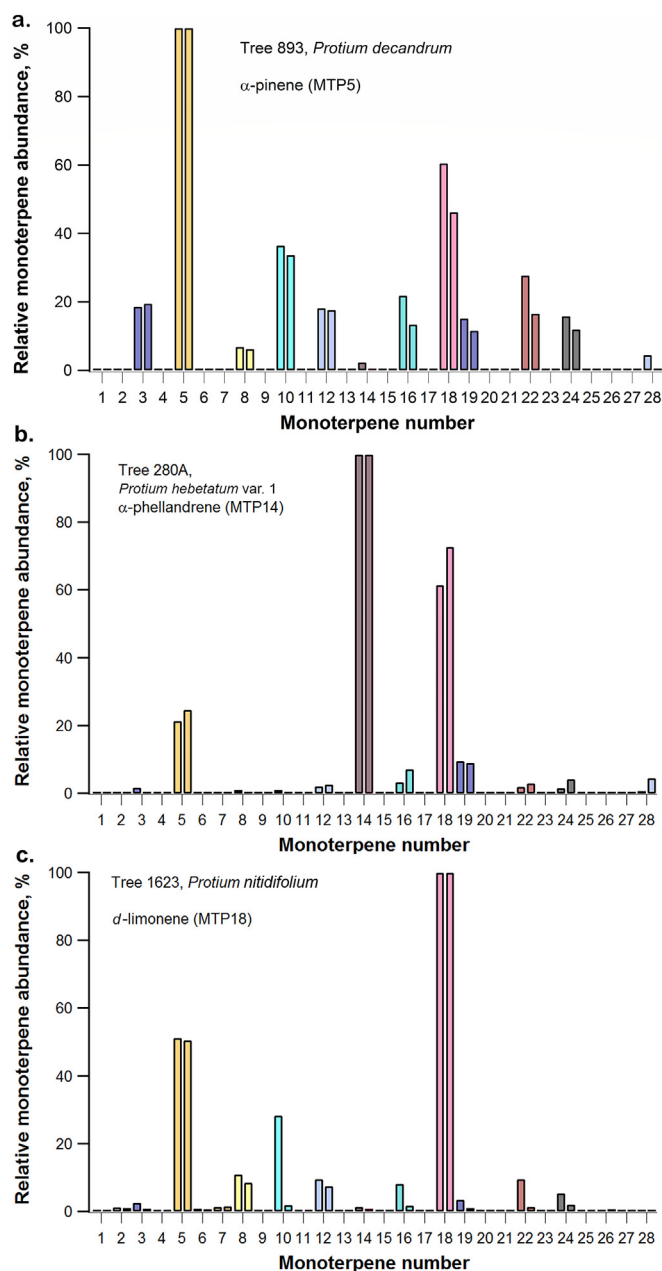 a.
Relative monoterpene abundance, %
100
80
60
40
20
0
Tree 893, Protium decandrum
α-pinene (MTP5)
1 2 3 4 5 6 7 8 9 10 11 12 13 14 15 16 17 18 19 20 21 22 23 24 25 26 27 28
Monoterpene number
b.
Relative monoterpene abundance, %
100
80
60
40
20
0
Tree 280A,
Protium hebetatum var. 1
α-phellandrene (MTP14)
1 2 3 4 5 6 7 8 9 10 11 12 13 14 15 16 17 18 19 20 21 22 23 24 25 26 27 28
Monoterpene number
c.
Relative monoterpene abundance, %
100
80
60
40
20
0
Tree 1623, Protium nitidifolium
d-limonene (MTP18)
1 2 3 4 5 6 7 8 9 10 11 12 13 14 15 16 17 18 19 20 21 22 23 24 25 26 27 28
Monoterpene number